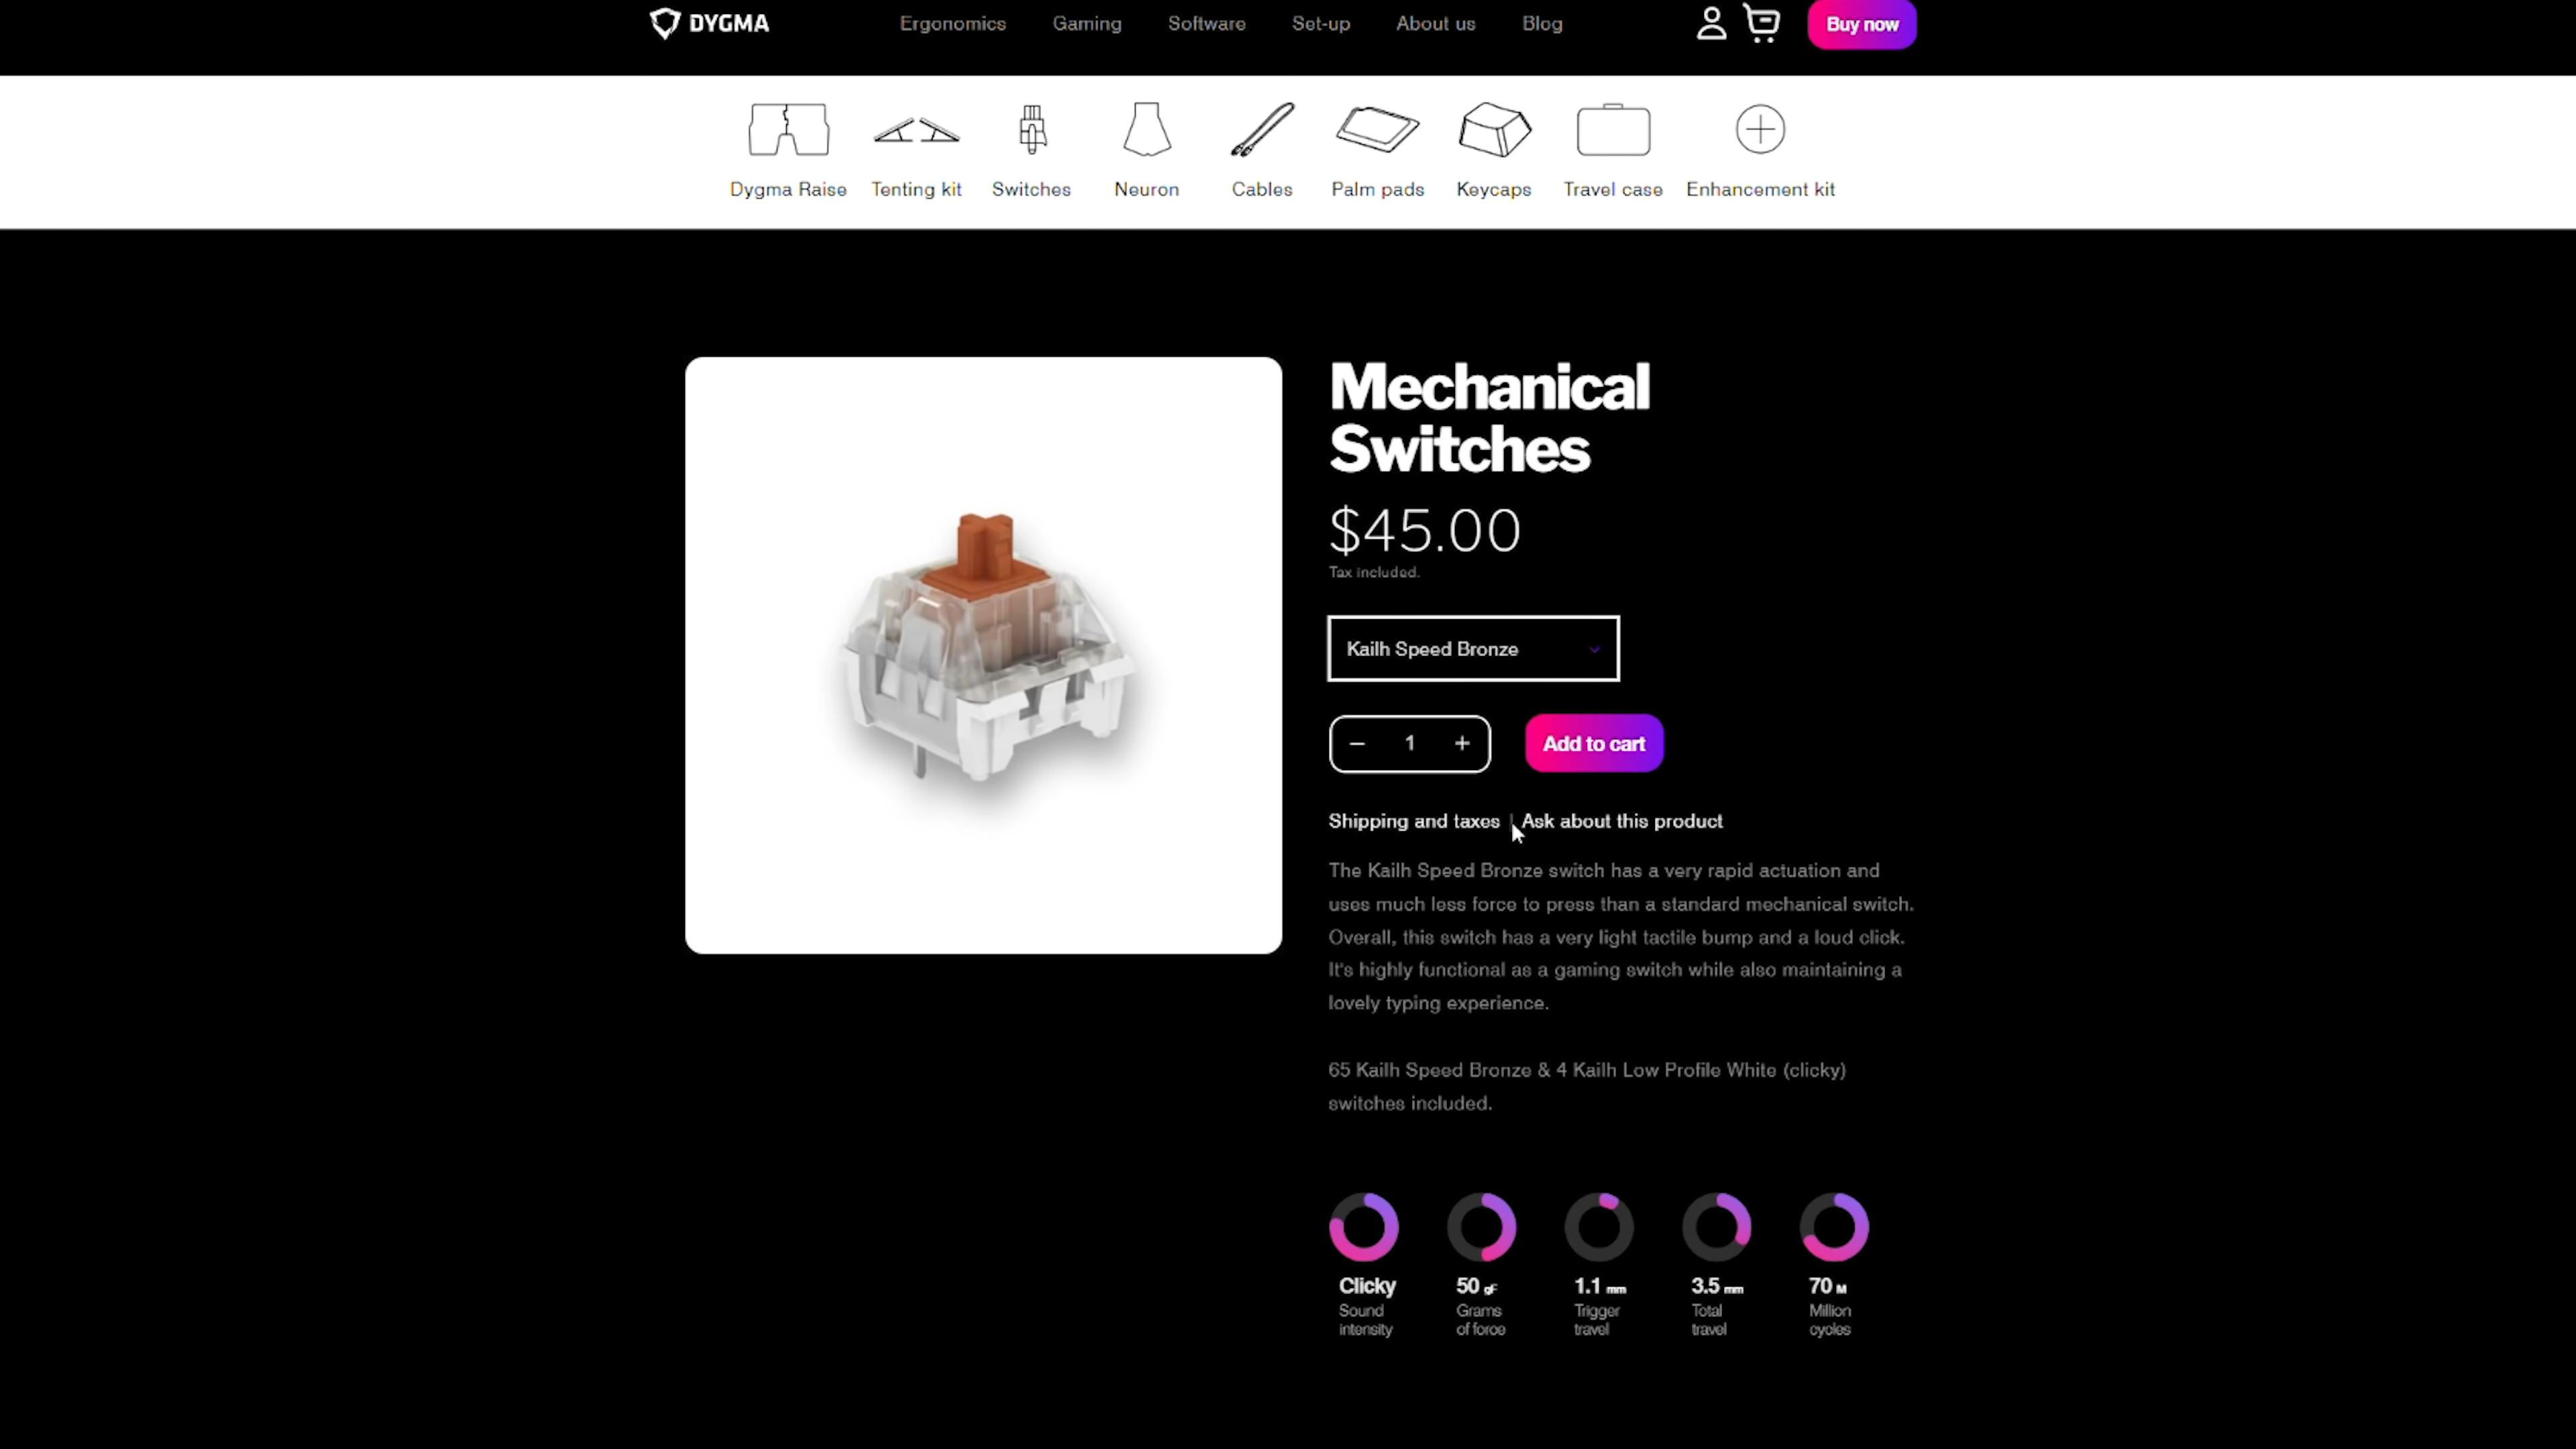 DYGMA
Ergonomics Gaming Software Set-up About us Blog
Buy now
Dygma Raise Tenting kit Switches Neuron Cables Palm pads Keycaps Travel case Enhancement kit
Mechanical
Switches
$45.00
Tax included.
Kailh Speed Bronze
− 1 +
Add to cart
Shipping and taxes | Ask about this product
The Kailh Speed Bronze switch has a very rapid actuation and
uses much less force to press than a standard mechanical switch.
Overall, this switch has a very light tactile bump and a loud click.
It's highly functional as a gaming switch while also maintaining a
lovely typing experience.
65 Kailh Speed Bronze & 4 Kailh Low Profile White (clicky)
switches included.
Clicky 50 gF 1.1 mm 3.5 mm 70 M
Sound Grams Trigger Total Million
intensity of force travel travel cycles